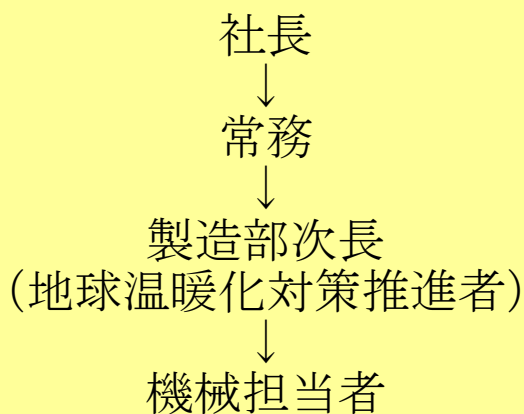 社長
↓
常務
↓
製造部次長
（地球温暖化対策推進者）
↓
機械担当者